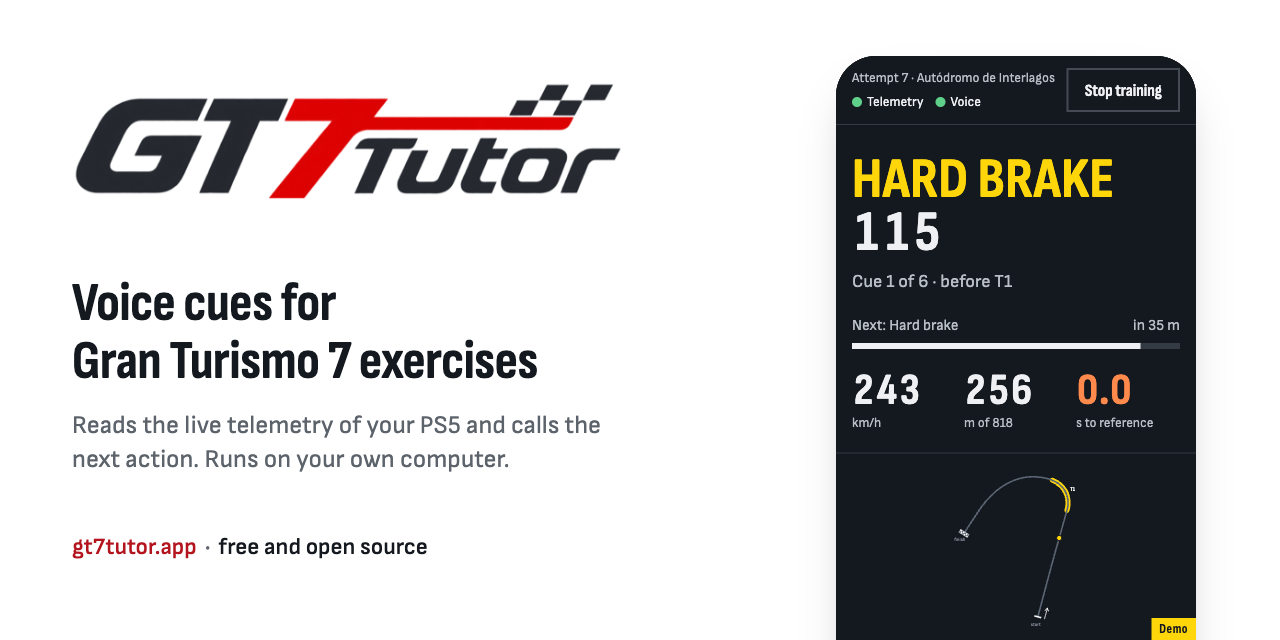 GT7Tutor
Voice cues for
Gran Turismo 7 exercises
Reads the live telemetry of your PS5 and calls the
next action. Runs on your own computer.
gt7tutor.app · free and open source
Attempt 7 · Autódromo de Interlagos
Telemetry Voice
Stop training
HARD BRAKE
115
Cue 1 of 6 · before T1
Next: Hard brake in 35 m
243 256 0.0
km/h m of 818 s to reference
T1
finish
start
Demo